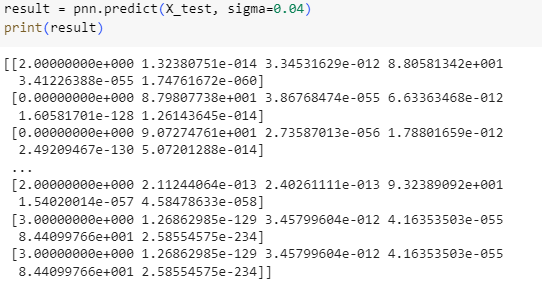 result = pnn.predict(X_test, sigma=0.04)
print(result)
[[2.00000000e+000 1.32380751e-014 3.34531629e-012 8.80581342e+001
3.41226388e-055 1.74761672e-060]
[0.00000000e+000 8.79807738e+001 3.86768474e-055 6.63363468e-012
1.60581701e-128 1.26143645e-014]
[0.00000000e+000 9.07274761e+001 2.73587013e-056 1.78801659e-012
2.49209467e-130 5.07201288e-014]
...
[2.00000000e+000 2.11244064e-013 2.40261111e-013 9.32389092e+001
1.54020014e-057 4.58478633e-058]
[3.00000000e+000 1.26862985e-129 3.45799604e-012 4.16353503e-055
8.44099766e+001 2.58554575e-234]
[3.00000000e+000 1.26862985e-129 3.45799604e-012 4.16353503e-055
8.44099766e+001 2.58554575e-234]]